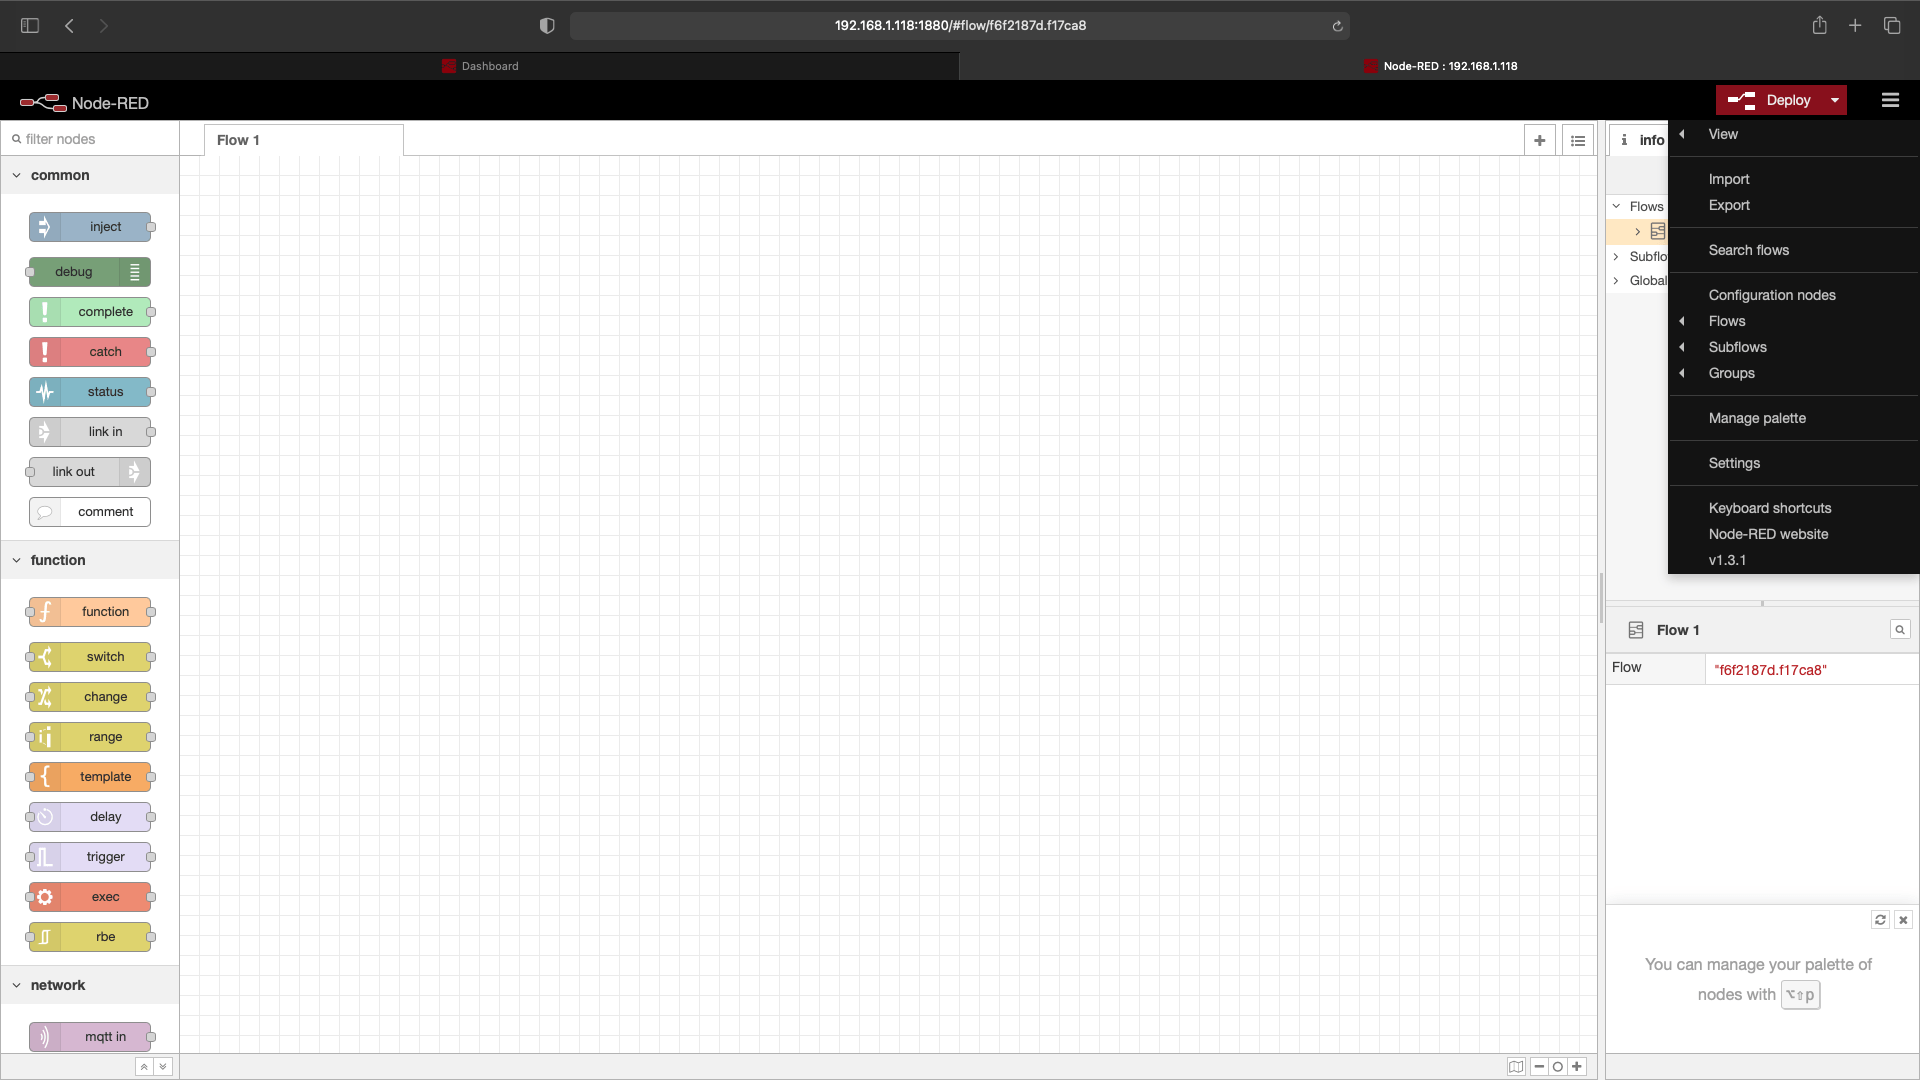 192.168.1.118:1880/#flow/f6f2187d.f17ca8
Dashboard
Node-RED : 192.168.1.118
Node-RED
Deploy
filter nodes
Flow 1
info
common
inject
debug
complete
catch
status
link in
link out
comment
function
function
switch
change
range
template
delay
trigger
exec
rbe
network
mqtt in
Flows
Subflo
Global
View
Import
Export
Search flows
Configuration nodes
Flows
Subflows
Groups
Manage palette
Settings
Keyboard shortcuts
Node-RED website
v1.3.1
Flow 1
Flow
"f6f2187d.f17ca8"
You can manage your palette of
nodes with ⌥⇧p